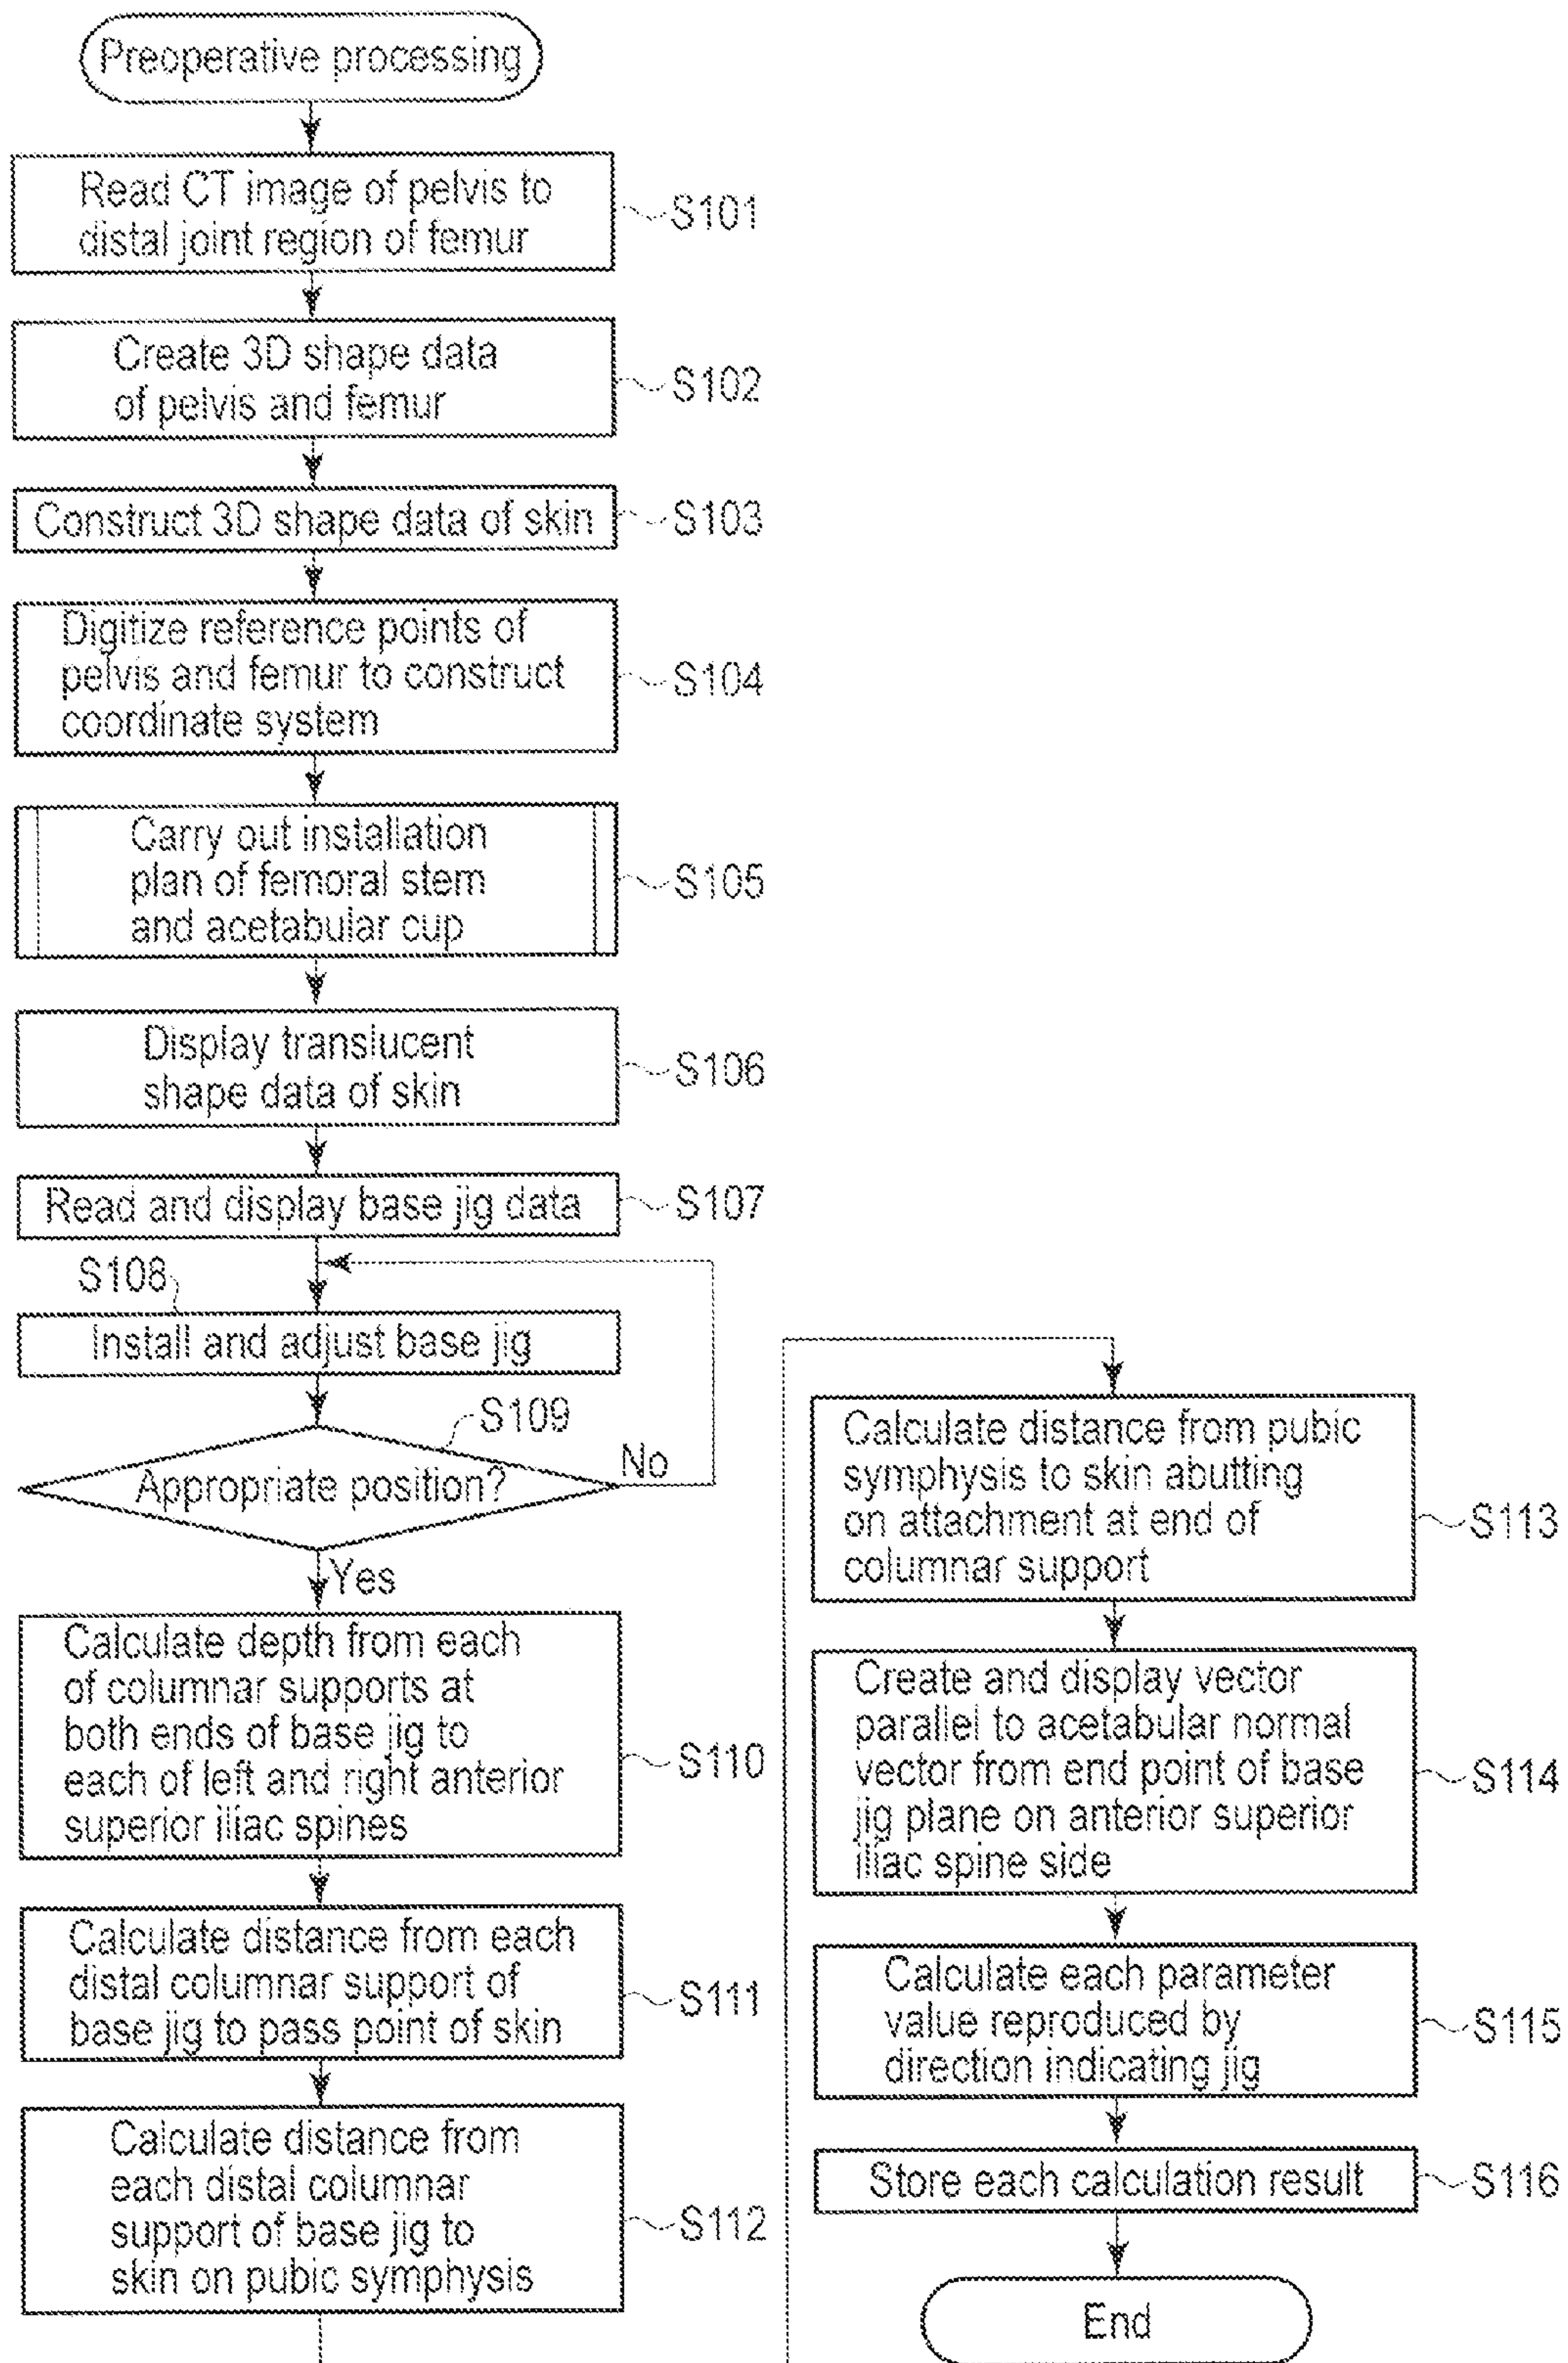 Preoperative processing
Read CT image of pelvis to
distal joint region of femur
S101
Create 3D shape data
of pelvis and femur
S102
Construct 3D shape data of skin
S103
Digitize reference points of
pelvis and femur to construct
coordinate system
S104
Carry out installation
plan of femoral stem
and acetabular cup
S105
Display translucent
shape data of skin
S106
Read and display base jig data
S107
S108
Install and adjust base jig
S109
Appropriate position?
No
Yes
Calculate depth from each
of columnar supports at
both ends of base jig to
each of left and right anterior
superior iliac spines
S110
Calculate distance from each
distal columnar support of
base jig to pass point of skin
S111
Calculate distance from
each distal columnar
support of base jig to
skin on pubic symphysis
S112
Calculate distance from pubic
symphysis to skin abutting
on attachment at end of
columnar support
S113
Create and display vector
parallel to acetabular normal
vector from end point of base
jig plane on anterior superior
iliac spine side
S114
Calculate each parameter
value reproduced by
direction indicating jig
S115
Store each calculation result
S116
End